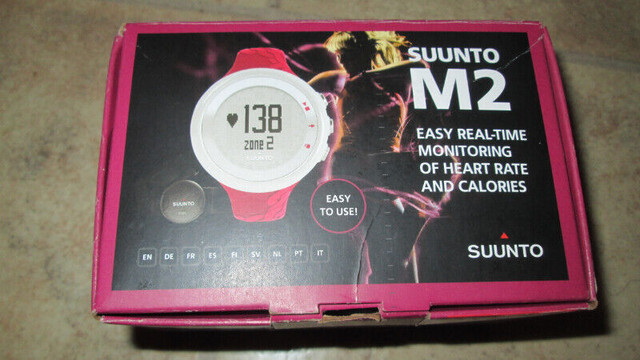 SUUNTO
M2
EASY REAL-TIME
MONITORING
OF HEART RATE
AND CALORIES
138
zone 2
SUUNTO
SUUNTO
EASY
TO USE!
SUUNTO
EN DE FR ES FI SV NL PT IT